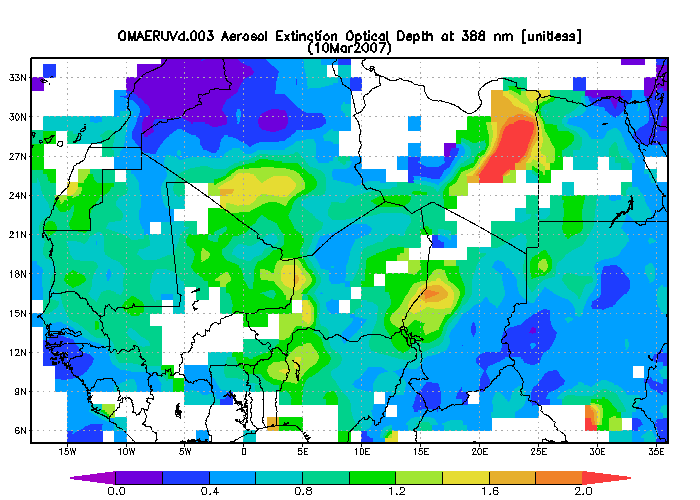 OMAERUVd.003 Aerosol Extinction Optical Depth at 388 nm [unitless]
(10Mar2007)
33N
30N
27N
24N
21N
18N
15N
12N
9N
6N
15W 10W 5W 0 5E 10E 15E 20E 25E 30E 35E
0.0 0.4 0.8 1.2 1.6 2.0